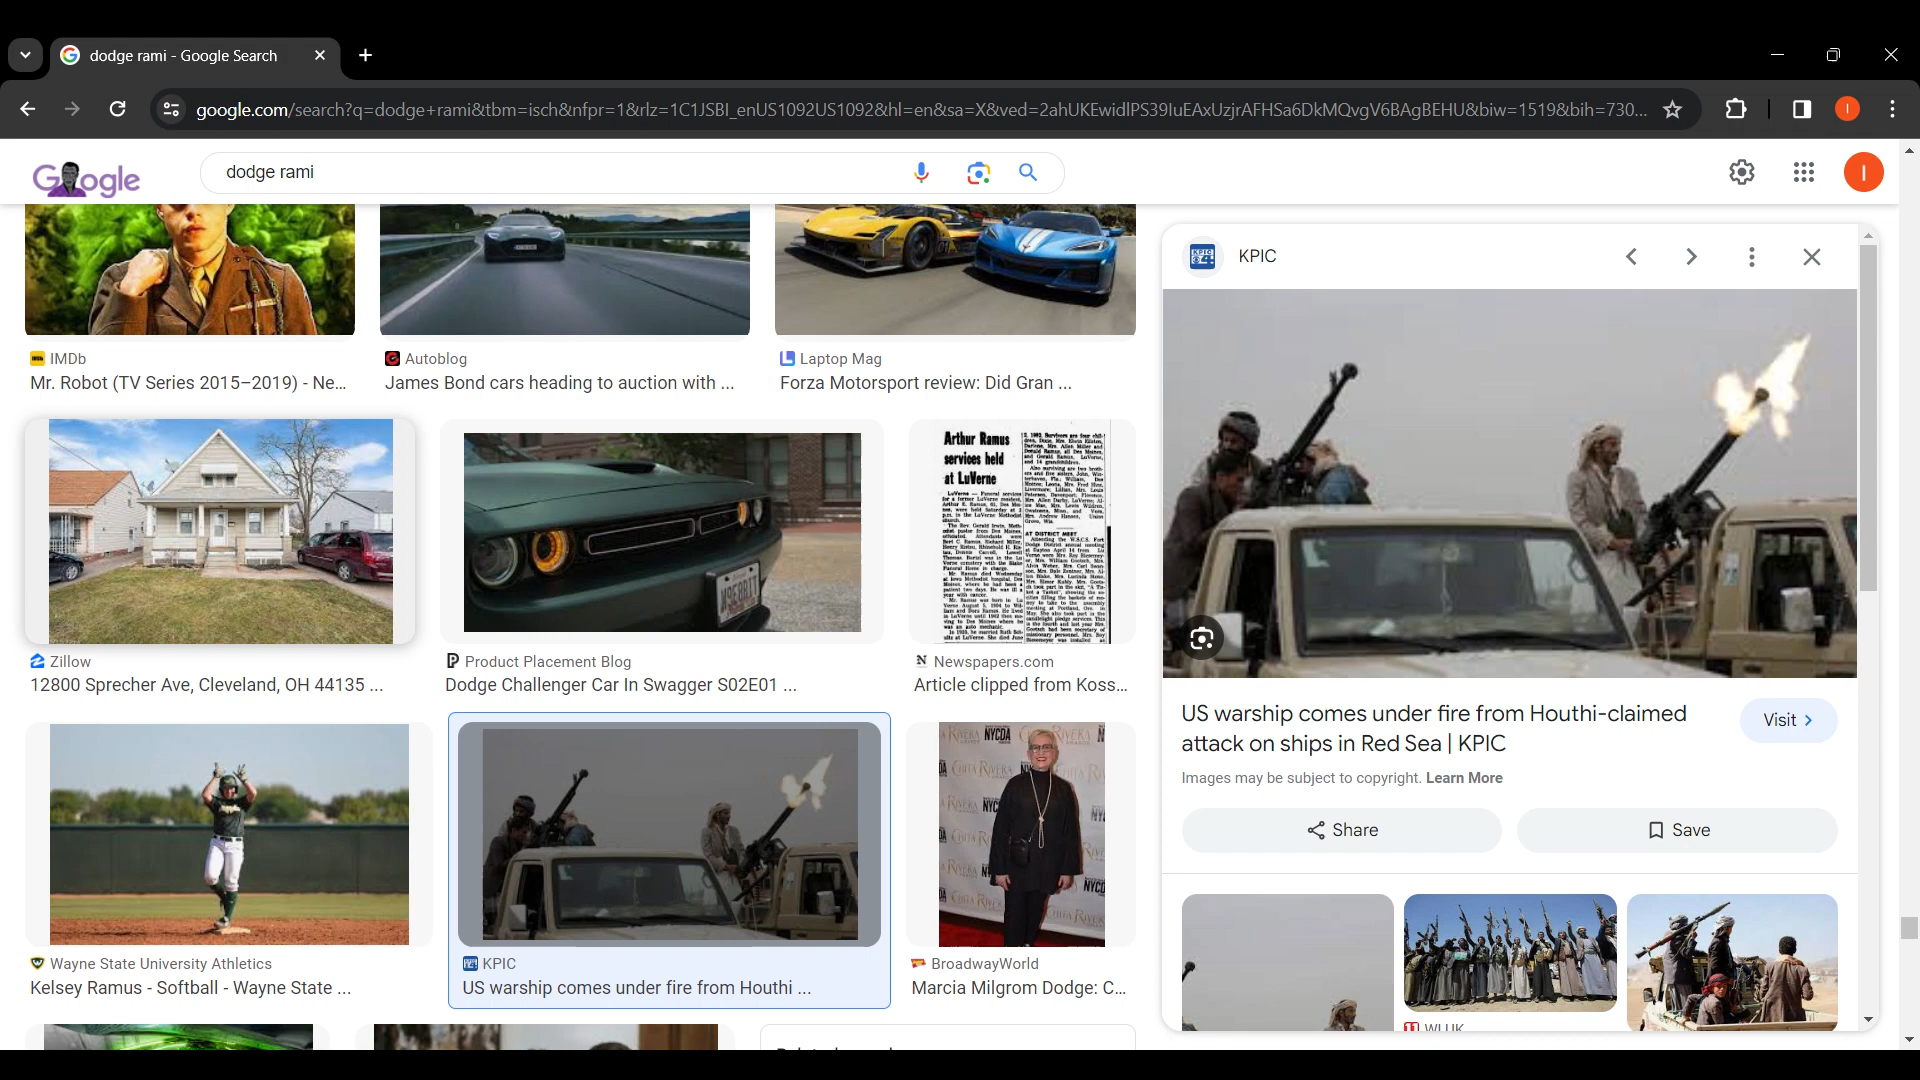 dodge rami - Google Search
google.com/search?q=dodge+rami&tbm=isch&nfpr=1&rlz=1C1JSBI_enUS1092US1092&hl=en&sa=X&ved=2ahUKEwidlPS39IuEAxUzjrAFHSa6DkMQvgV6BAgBEHU&biw=1519&bih=730...
I
Google
dodge rami
I
KPIC
IMDb
Mr. Robot (TV Series 2015–2019) - Ne...
Autoblog
James Bond cars heading to auction with ...
Laptop Mag
Forza Motorsport review: Did Gran ...
Arthur Ramus
services held
at LuVerne
AT DISTRICT MEET
Zillow
12800 Sprecher Ave, Cleveland, OH 44135 ...
Product Placement Blog
Dodge Challenger Car In Swagger S02E01 ...
Newspapers.com
Article clipped from Koss...
US warship comes under fire from Houthi-claimed
attack on ships in Red Sea | KPIC
Visit
Images may be subject to copyright. Learn More
Share
Save
NYCDA
Wayne State University Athletics
Kelsey Ramus - Softball - Wayne State ...
KPIC
US warship comes under fire from Houthi ...
BroadwayWorld
Marcia Milgrom Dodge: C...
WLUK